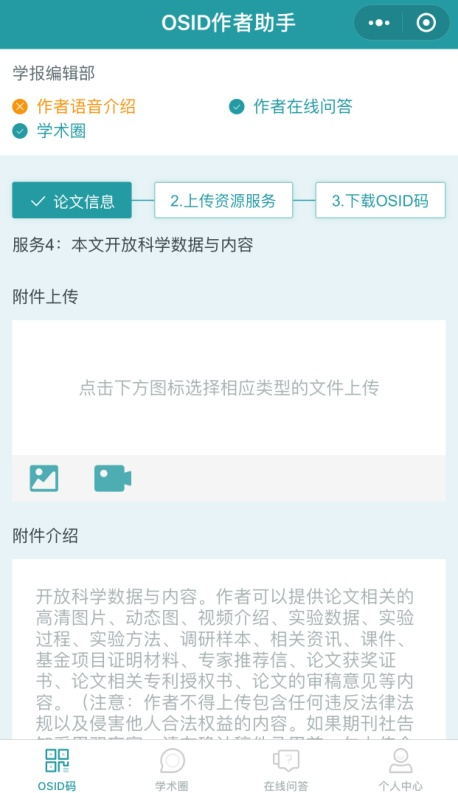 OSID作者助手
学报编辑部
作者语音介绍
作者在线问答
学术圈
论文信息
2.上传资源服务
3.下载OSID码
服务4：本文开放科学数据与内容
附件上传
点击下方图标选择相应类型的文件上传
附件介绍
开放科学数据与内容。作者可以提供论文相关的
高清图片、动态图、视频介绍、实验数据、实验
过程、实验方法、调研样本、相关资讯、课件、
基金项目证明材料、专家推荐信、论文获奖证
书、论文相关专利授权书、论文的审稿意见等内
容。（注意：作者不得上传包含任何违反法律法
规以及侵害他人合法权益的内容。如果期刊社告
OSID码
学术圈
在线问答
个人中心